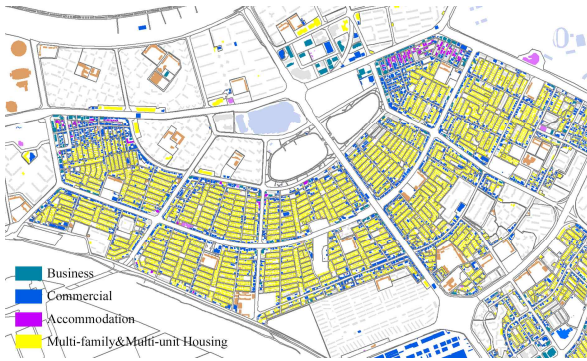 Business
Commercial
Accommodation
Multi-family&Multi-unit Housing